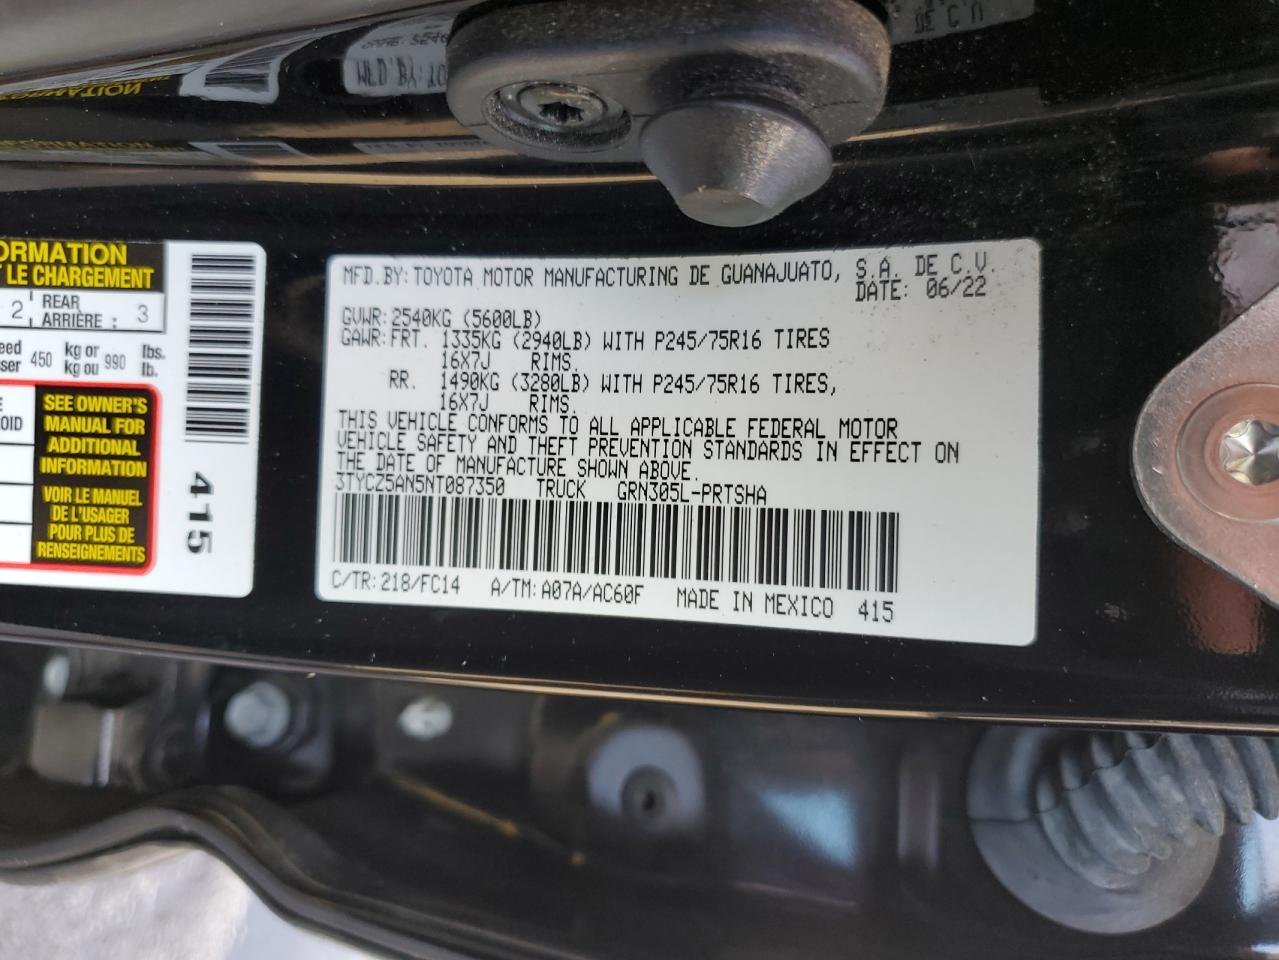 DE C.V
WLD BY:
ORMATION
T LE CHARGEMENT
2 REAR ARRIÈRE : 3
450 kg or kg ou 990 lbs. lb.
SEE OWNER'S
MANUAL FOR
ADDITIONAL
INFORMATION
VOIR LE MANUEL
DE L'USAGER
POUR PLUS DE
RENSEIGNEMENTS
415
MFD.BY:TOYOTA MOTOR MANUFACTURING DE GUANAJUATO, S.A. DE C.V.
DATE: 06/22
GVWR:2540KG (5600LB)
GAWR:FRT. 1335KG (2940LB) WITH P245/75R16 TIRES
16X7J RIMS.
RR. 1490KG (3280LB) WITH P245/75R16 TIRES,
16X7J RIMS.
THIS VEHICLE CONFORMS TO ALL APPLICABLE FEDERAL MOTOR
VEHICLE SAFETY AND THEFT PREVENTION STANDARDS IN EFFECT ON
THE DATE OF MANUFACTURE SHOWN ABOVE.
3TYCZ5AN5NT087350 TRUCK GRN305L-PRTSHA
C/TR:218/FC14 A/TM:A07A/AC60F MADE IN MEXICO 415